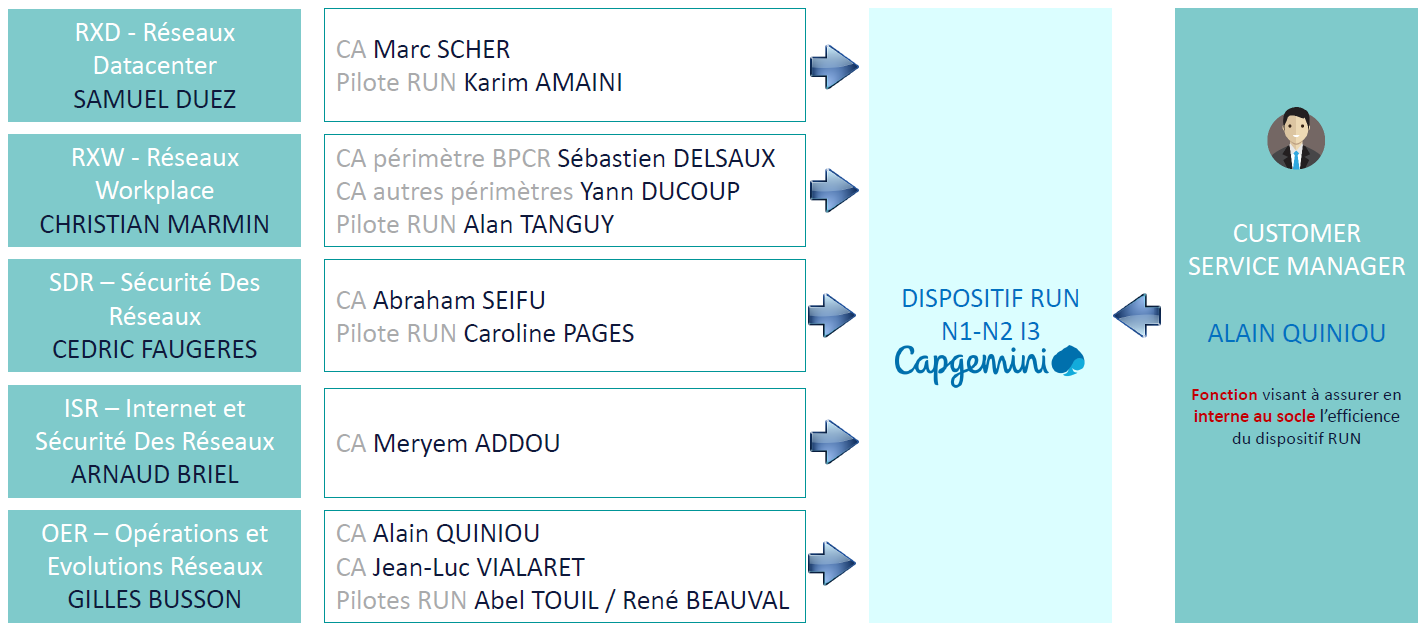 RXD - Réseaux
Datacenter
SAMUEL DUEZ
CA Marc SCHER
Pilote RUN Karim AMAINI
RXW - Réseaux
Workplace
CHRISTIAN MARMIN
CA périmètre BPCR Sébastien DELSAUX
CA autres périmètres Yann DUCOUP
Pilote RUN Alan TANGUY
SDR – Sécurité Des
Réseaux
CEDRIC FAUGERES
CA Abraham SEIFU
Pilote RUN Caroline PAGES
ISR – Internet et
Sécurité Des Réseaux
ARNAUD BRIEL
CA Meryem ADDOU
OER – Opérations et
Evolutions Réseaux
GILLES BUSSON
CA Alain QUINIOU
CA Jean-Luc VIALARET
Pilotes RUN Abel TOUIL / René BEAUVAL
DISPOSITIF RUN
N1-N2 I3
Capgemini
CUSTOMER
SERVICE MANAGER
ALAIN QUINIOU
Fonction visant à assurer en
interne au socle l’efficience
du dispositif RUN